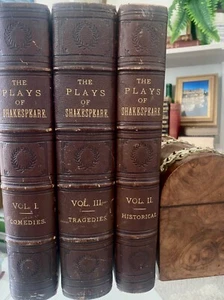 THE
PLAYS
OF
SHAKESPEARE.
VOL. I.
COMEDIES.
THE
PLAYS
OF
SHAKESPEARE.
VOL. III.
TRAGEDIES.
THE
PLAYS
OF
SHAKESPEARE.
VOL. II.
HISTORICAL